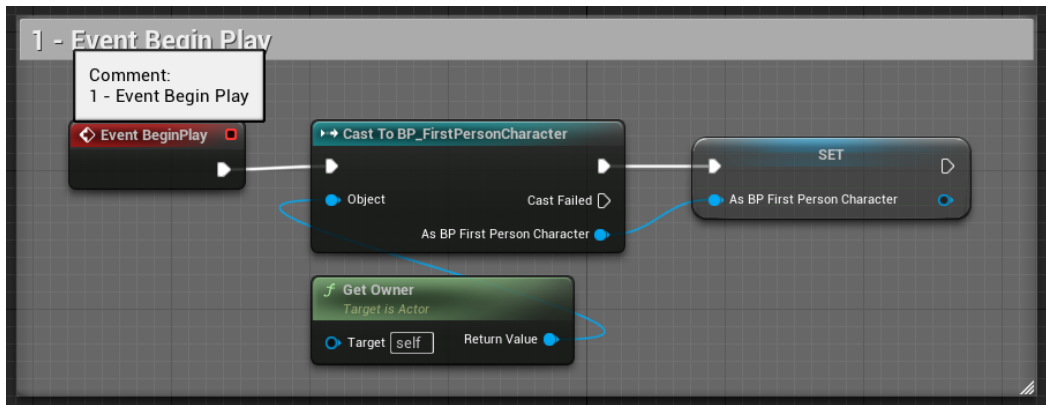 1 - Event Begin Play
Comment:
1 - Event Begin Play
Event BeginPlay
Cast To BP_FirstPersonCharacter
SET
Object
Cast Failed
As BP First Person Character
As BP First Person Character
f Get Owner
Target is Actor
Target self
Return Value